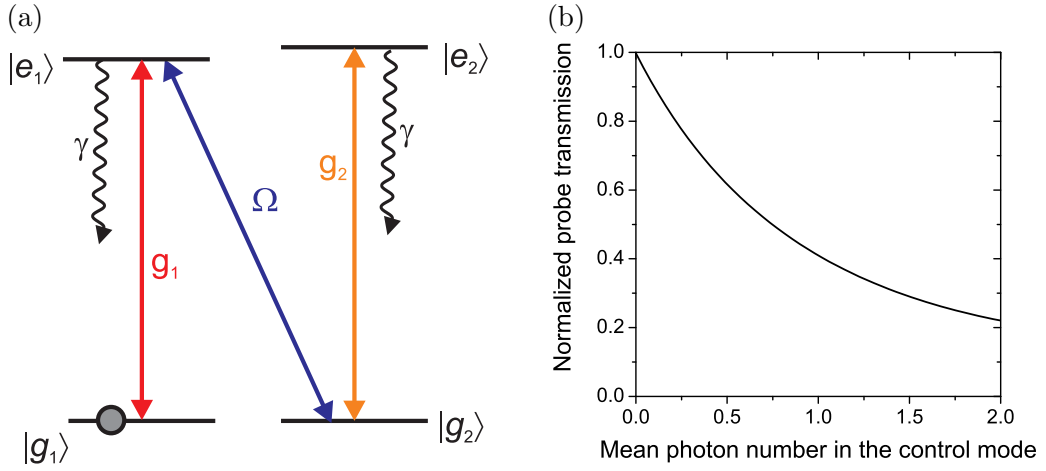 (a)
|e₁⟩
|e₂⟩
γ
γ
g₁
Ω
g₂
|g₁⟩
|g₂⟩
(b)
Normalized probe transmission
1.0
0.8
0.6
0.4
0.2
0.0
0.0
0.5
1.0
1.5
2.0
Mean photon number in the control mode